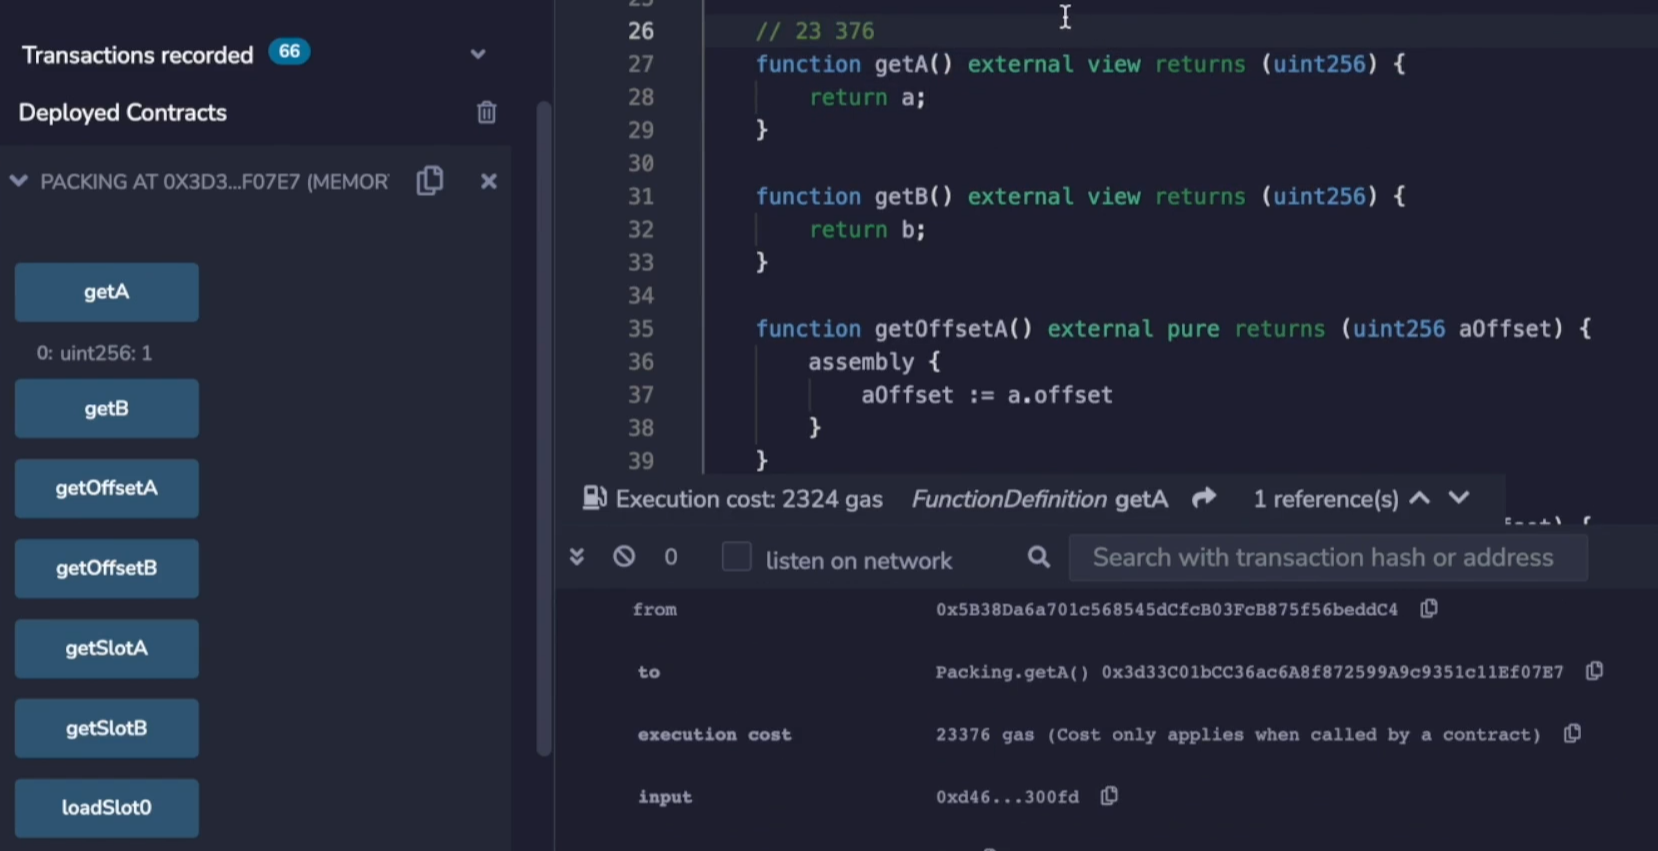 Transactions recorded 66
Deployed Contracts
PACKING AT 0X3D3...F07E7 (MEMOR
getA
0: uint256: 1
getB
getOffsetA
getOffsetB
getSlotA
getSlotB
loadSlot0
26 // 23 376
27 function getA() external view returns (uint256) {
28 return a;
29 }
30
31 function getB() external view returns (uint256) {
32 return b;
33 }
34
35 function getOffsetA() external pure returns (uint256 aOffset) {
36 assembly {
37 aOffset := a.offset
38 }
39 }
Execution cost: 2324 gas FunctionDefinition getA 1 reference(s)
0 listen on network Search with transaction hash or address
from 0x5B38Da6a701c568545dCfcB03FcB875f56beddC4
to Packing.getA() 0x3d33C01bCC36ac6A8f872599A9c9351c11Ef07E7
execution cost 23376 gas (Cost only applies when called by a contract)
input 0xd46...300fd